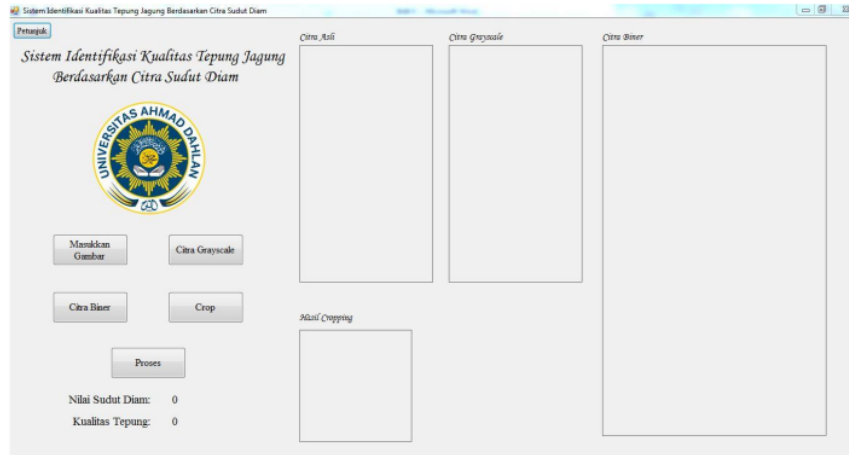 Sistem Identifikasi Kualitas Tepung Jagung Berdasarkan Citra Sudut Diam
Petunjuk
Sistem Identifikasi Kualitas Tepung Jagung
Berdasarkan Citra Sudut Diam
UNIVERSITAS AHMAD DAHLAN
Masukkan
Gambar
Citra Grayscale
Citra Biner
Crop
Proses
Nilai Sudut Diam: 0
Kualitas Tepung: 0
Citra Asli
Citra Grayscale
Citra Biner
Hasil Cropping